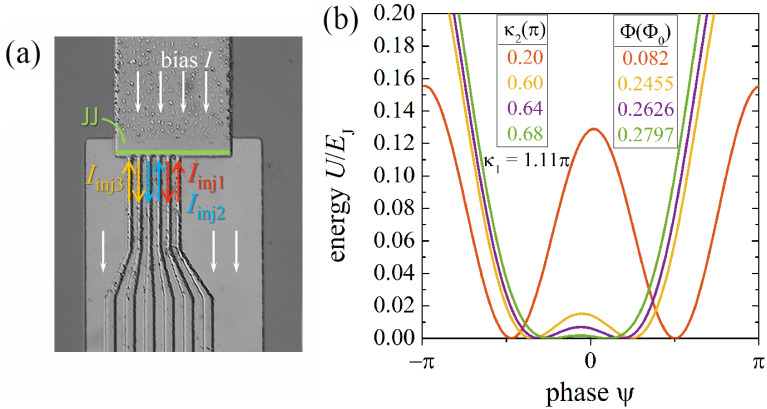 (a)
bias I
JJ
Iinj3
Iinj1
Iinj2
(b)
energy U/EJ
0.20
0.18
0.16
0.14
0.12
0.10
0.08
0.06
0.04
0.02
0.00
κ2(π) Φ(Φ0)
0.20 0.082
0.60 0.2455
0.64 0.2626
0.68 0.2797
κ1 = 1.11π
−π 0 π
phase ψ